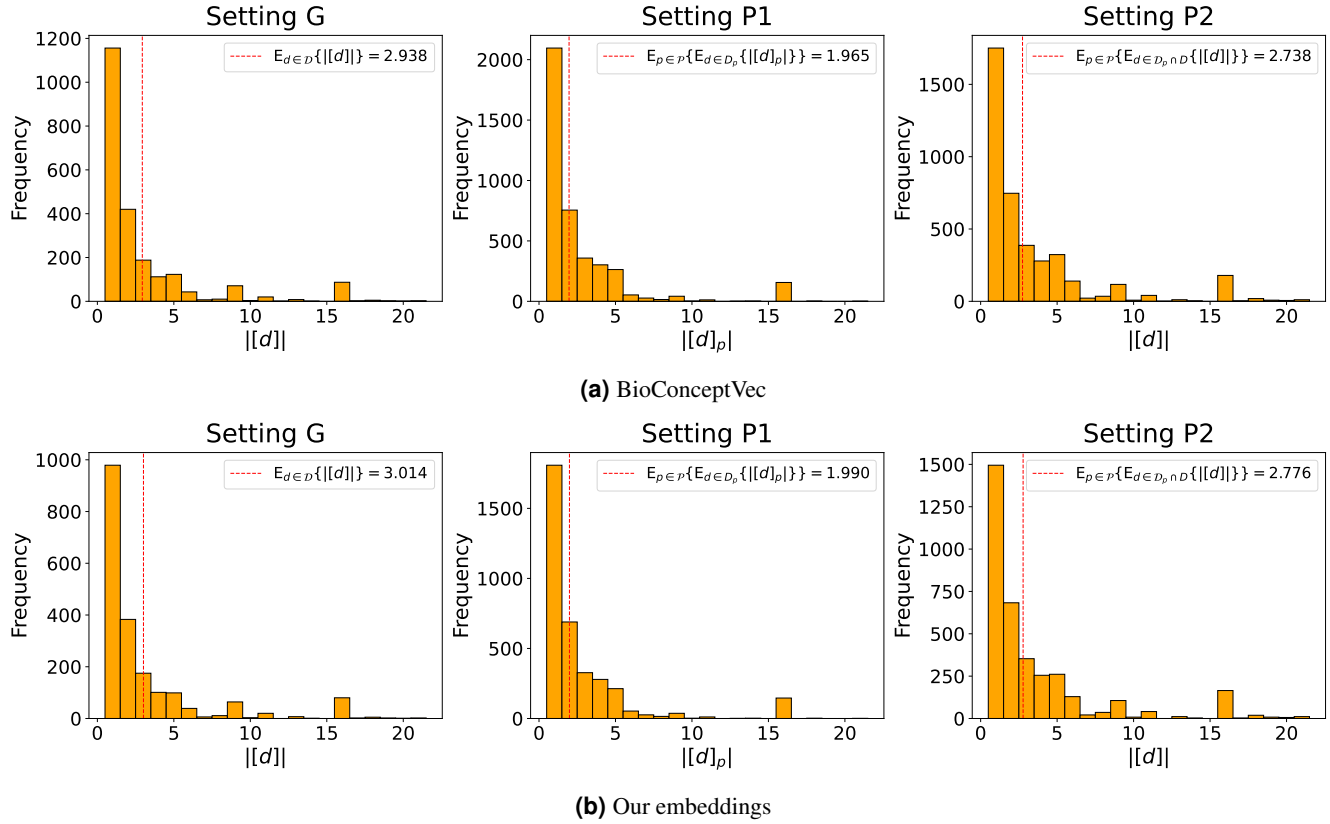 Setting G
Setting P1
Setting P2
1200
1000
800
600
400
200
0
Frequency
E_{d∈𝒟}{|[d]|} = 2.938
0 5 10 15 20
|[d]|
2000
1500
1000
500
0
Frequency
E_{p∈𝒫}{E_{d∈D_p}{|[d]_p|}} = 1.965
0 5 10 15 20
|[d]_p|
1500
1000
500
0
Frequency
E_{p∈𝒫}{E_{d∈𝒟_p∩D}{|[d]|}} = 2.738
0 5 10 15 20
|[d]|
(a) BioConceptVec
Setting G
Setting P1
Setting P2
1000
800
600
400
200
0
Frequency
E_{d∈𝒟}{|[d]|} = 3.014
0 5 10 15 20
|[d]|
1500
1000
500
0
Frequency
E_{p∈𝒫}{E_{d∈D_p}{|[d]_p|}} = 1.990
0 5 10 15 20
|[d]_p|
1500
1250
1000
750
500
250
0
Frequency
E_{p∈𝒫}{E_{d∈𝒟_p∩D}{|[d]|}} = 2.776
0 5 10 15 20
|[d]|
(b) Our embeddings